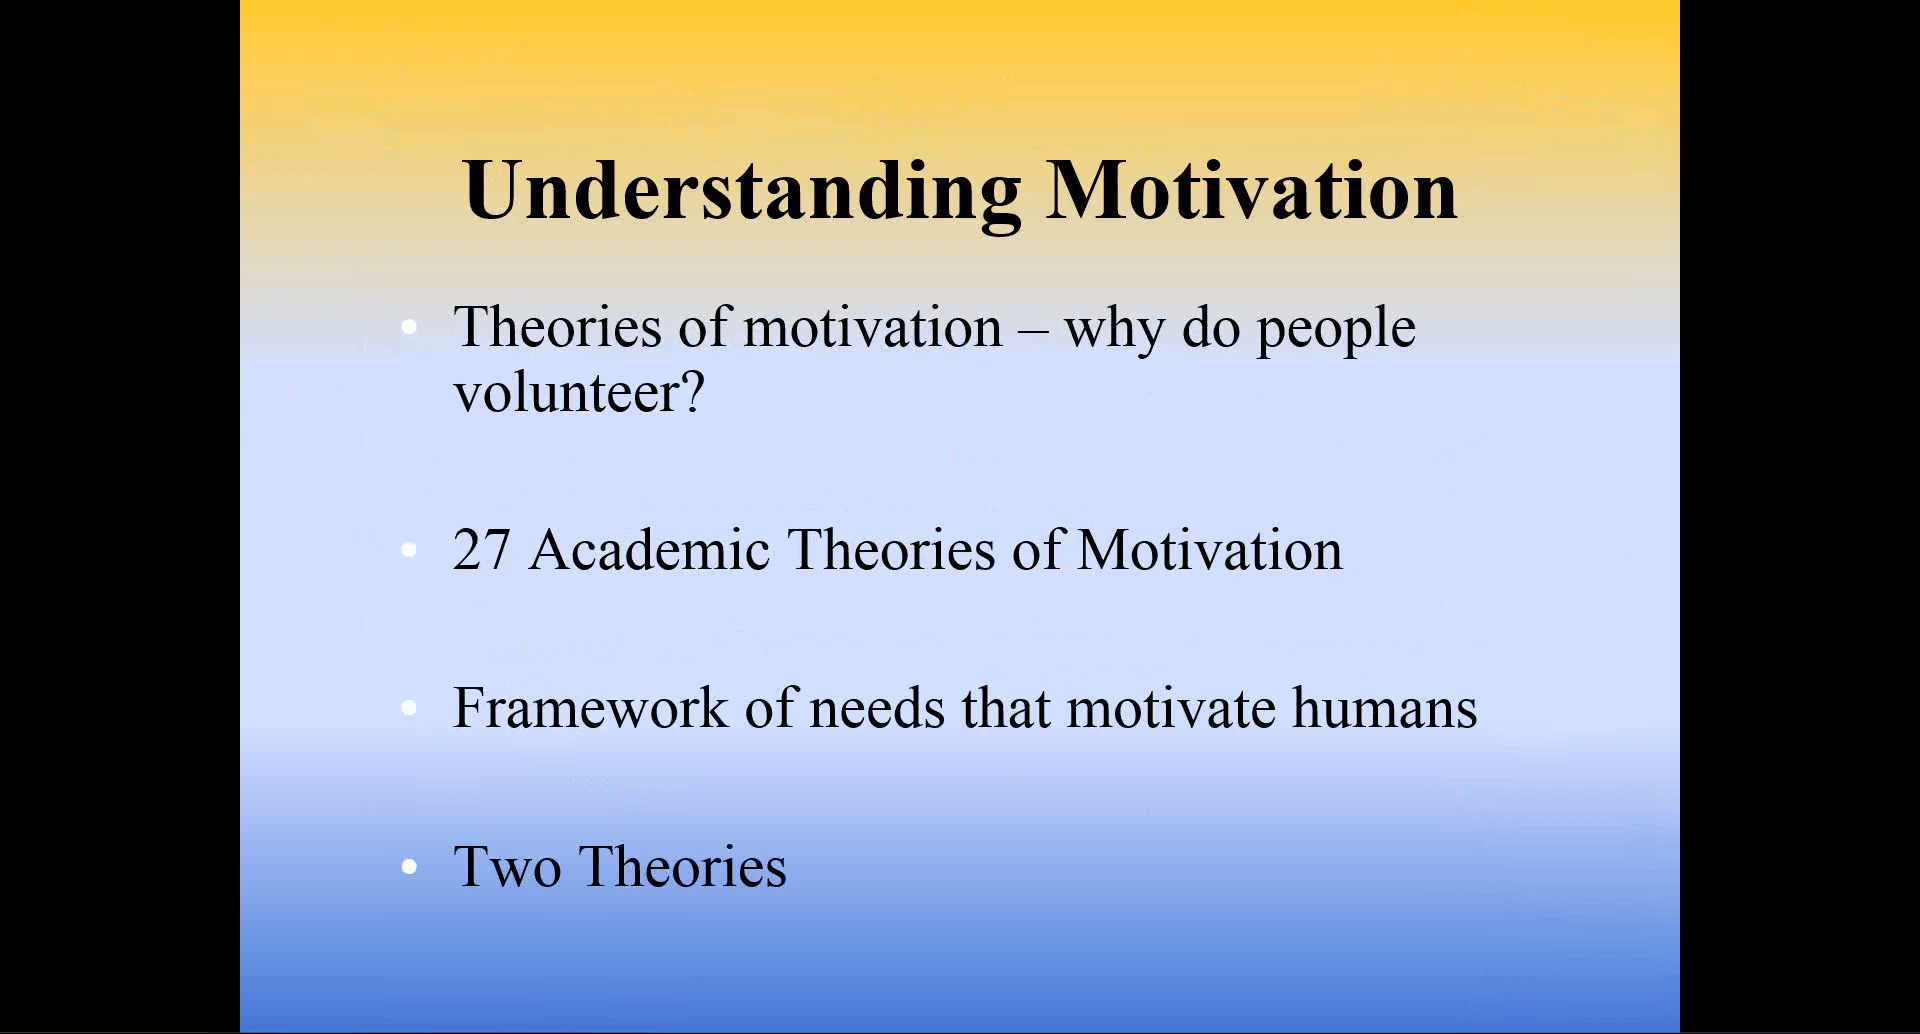 Understanding Motivation
• Theories of motivation – why do people
volunteer?
• 27 Academic Theories of Motivation
• Framework of needs that motivate humans
• Two Theories